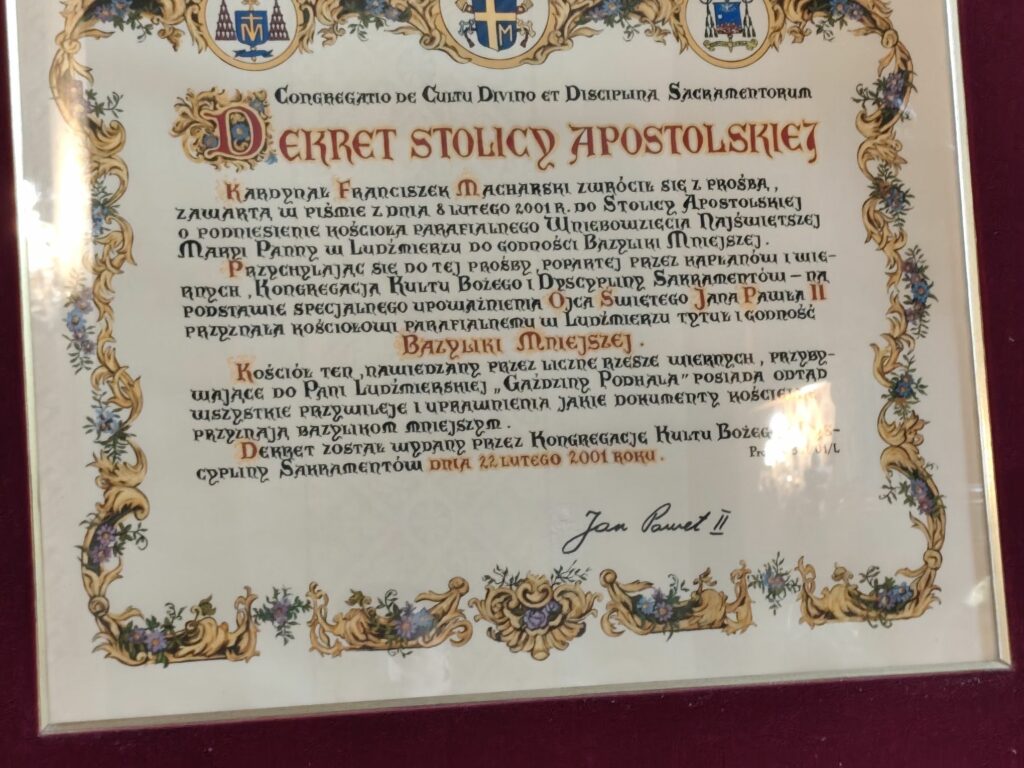 Congregatio de Cultu Divino et Disciplina Sacramentorum
Dekret Stolicy Apostolskiej
Kardynał Franciszek Macharski zwrócił się z prośbą,
zawartą w piśmie z dnia 8 lutego 2001 r. do Stolicy Apostolskiej
o podniesienie kościoła parafialnego Wniebowzięcia Najświętszej
Maryi Panny w Ludźmierzu do godności Bazyliki Mniejszej.
Przychylając się do tej prośby, popartej przez kapłanów i wie-
rnych, Kongregacja Kultu Bożego i Dyscypliny Sakramentów – na
podstawie specjalnego upoważnienia Ojca Świętego Jana Pawła II
przyznała kościołowi parafialnemu w Ludźmierzu tytuł i godność
Bazyliki Mniejszej.
Kościół ten, nawiedzany przez liczne rzesze wiernych, przyby-
wające do Pani Ludźmierskiej „Gaździny Podhala” posiada odtąd
wszystkie przywileje i uprawnienia jakie dokumenty
przyznają bazylikom mniejszym.
Dekret został wydany przez Kongregację Kultu
cypliny Sakramentów dnia 22 lutego 2001 roku.
01/L
Jan Paweł II